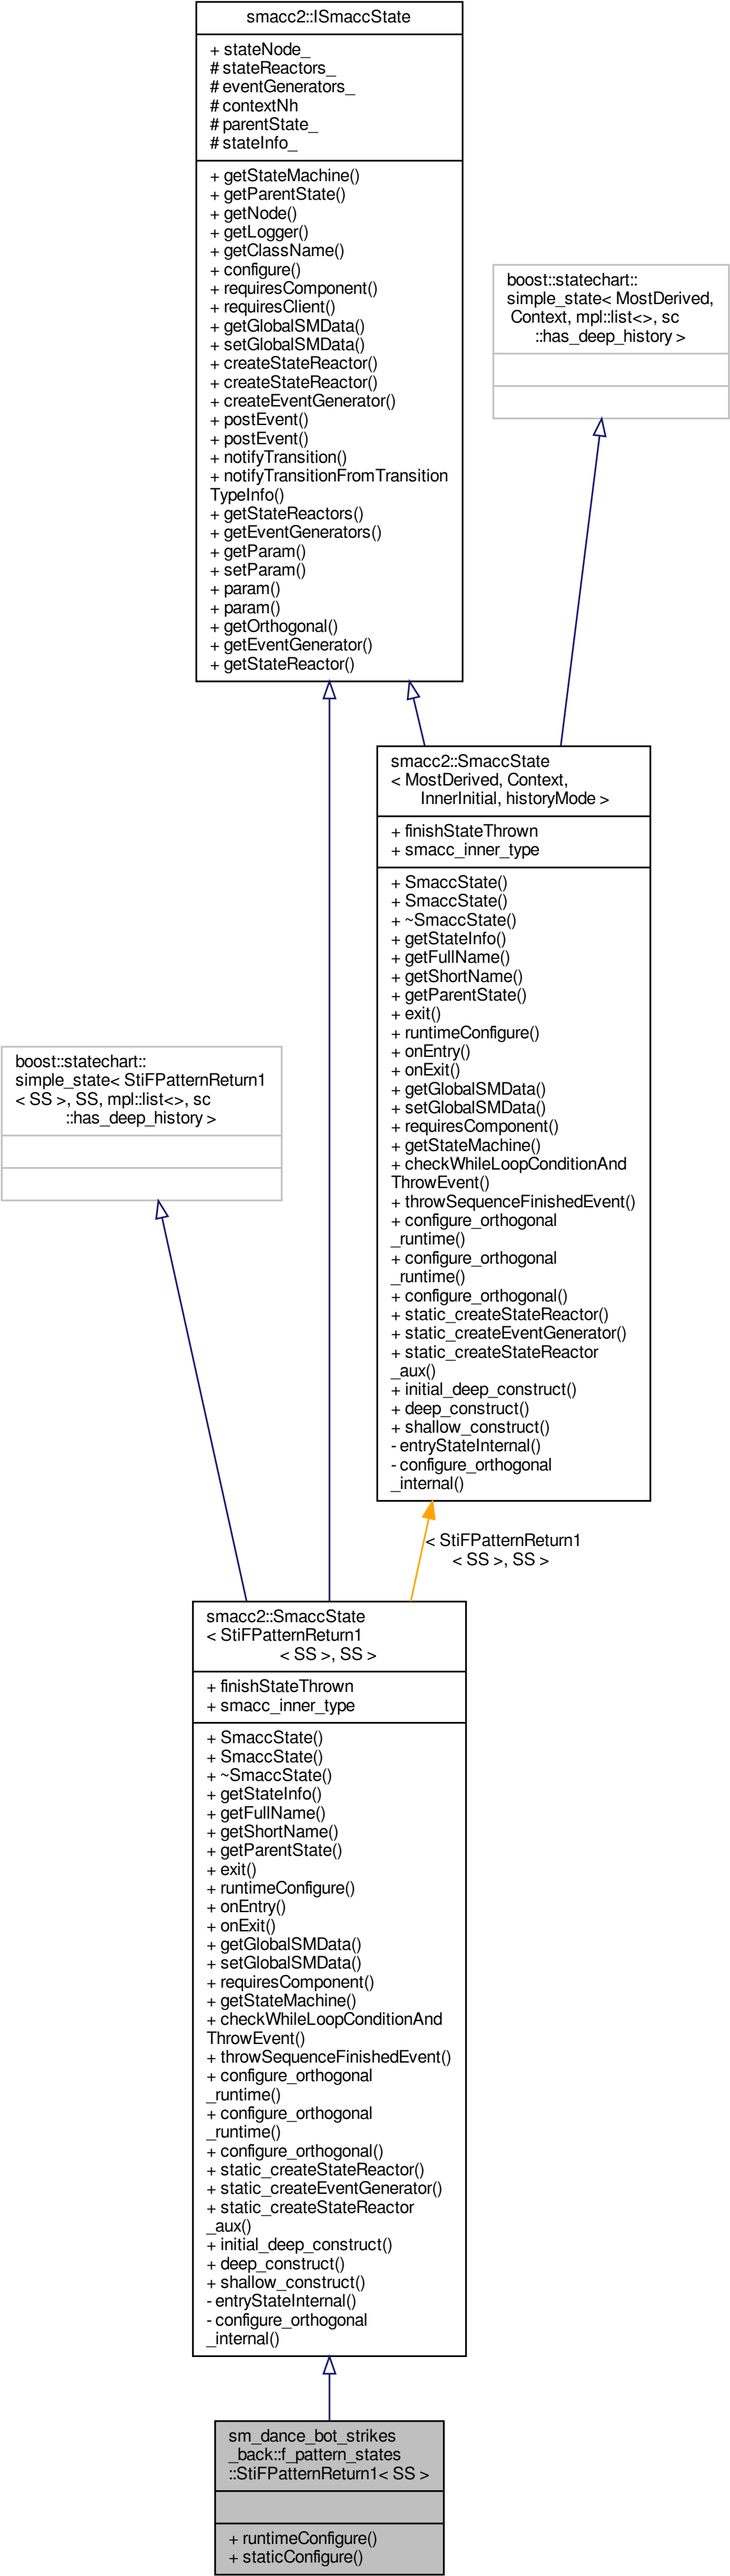 smacc2::ISmaccState
+ stateNode_
# stateReactors_
# eventGenerators_
# contextNh
# parentState_
# stateInfo_
+ getStateMachine()
+ getParentState()
+ getNode()
+ getLogger()
+ getClassName()
+ configure()
+ requiresComponent()
+ requiresClient()
+ getGlobalSMData()
+ setGlobalSMData()
+ createStateReactor()
+ createStateReactor()
+ createEventGenerator()
+ postEvent()
+ postEvent()
+ notifyTransition()
+ notifyTransitionFromTransition
TypeInfo()
+ getStateReactors()
+ getEventGenerators()
+ getParam()
+ setParam()
+ param()
+ param()
+ getOrthogonal()
+ getEventGenerator()
+ getStateReactor()
boost::statechart::
simple_state< MostDerived,
Context, mpl::list<>, sc
::has_deep_history >
smacc2::SmaccState
< MostDerived, Context,
InnerInitial, historyMode >
+ finishStateThrown
+ smacc_inner_type
+ SmaccState()
+ SmaccState()
+ ~SmaccState()
+ getStateInfo()
+ getFullName()
+ getShortName()
+ getParentState()
+ exit()
+ runtimeConfigure()
+ onEntry()
+ onExit()
+ getGlobalSMData()
+ setGlobalSMData()
+ requiresComponent()
+ getStateMachine()
+ checkWhileLoopConditionAnd
ThrowEvent()
+ throwSequenceFinishedEvent()
+ configure_orthogonal
_runtime()
+ configure_orthogonal
_runtime()
+ configure_orthogonal()
+ static_createStateReactor()
+ static_createEventGenerator()
+ static_createStateReactor
_aux()
+ initial_deep_construct()
+ deep_construct()
+ shallow_construct()
- entryStateInternal()
- configure_orthogonal
_internal()
boost::statechart::
simple_state< StiFPatternReturn1
< SS >, SS, mpl::list<>, sc
::has_deep_history >
< StiFPatternReturn1
< SS >, SS >
smacc2::SmaccState
< StiFPatternReturn1
< SS >, SS >
+ finishStateThrown
+ smacc_inner_type
+ SmaccState()
+ SmaccState()
+ ~SmaccState()
+ getStateInfo()
+ getFullName()
+ getShortName()
+ getParentState()
+ exit()
+ runtimeConfigure()
+ onEntry()
+ onExit()
+ getGlobalSMData()
+ setGlobalSMData()
+ requiresComponent()
+ getStateMachine()
+ checkWhileLoopConditionAnd
ThrowEvent()
+ throwSequenceFinishedEvent()
+ configure_orthogonal
_runtime()
+ configure_orthogonal
_runtime()
+ configure_orthogonal()
+ static_createStateReactor()
+ static_createEventGenerator()
+ static_createStateReactor
_aux()
+ initial_deep_construct()
+ deep_construct()
+ shallow_construct()
- entryStateInternal()
- configure_orthogonal
_internal()
sm_dance_bot_strikes
_back::f_pattern_states
::StiFPatternReturn1< SS >
+ runtimeConfigure()
+ staticConfigure()